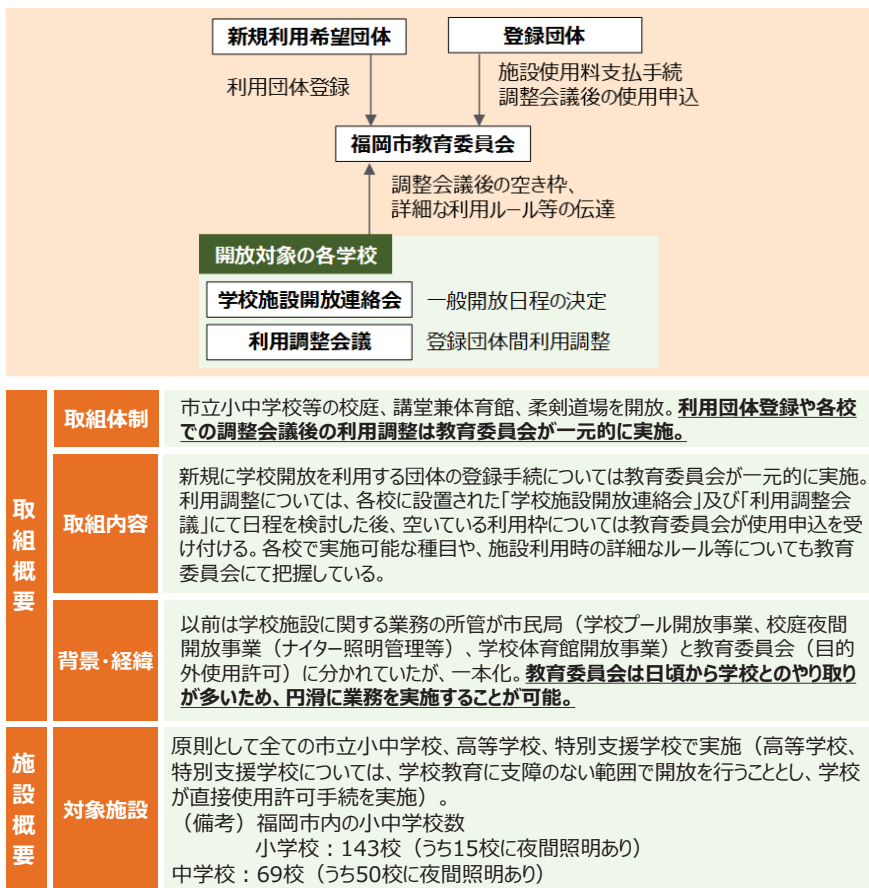 新規利用希望団体
登録団体
利用団体登録
施設使用料支払手続
調整会議後の使用申込
福岡市教育委員会
調整会議後の空き枠、
詳細な利用ルール等の伝達
開放対象の各学校
学校施設開放連絡会
一般開放日程の決定
利用調整会議
登録団体間利用調整
取組概要
取組体制
市立小中学校等の校庭、講堂兼体育館、柔剣道場を開放。利用団体登録や各校
での調整会議後の利用調整は教育委員会が一元的に実施。
取組内容
新規に学校開放を利用する団体の登録手続については教育委員会が一元的に実施。
利用調整については、各校に設置された「学校施設開放連絡会」及び「利用調整会
議」にて日程を検討した後、空いている利用枠については教育委員会が使用申込を受
け付ける。各校で実施可能な種目や、施設利用時の詳細なルール等についても教育
委員会にて把握している。
背景・経緯
以前は学校施設に関する業務の所管が市民局（学校プール開放事業、校庭夜間
開放事業（ナイター照明管理等）、学校体育館開放事業）と教育委員会（目的
外使用許可）に分かれていたが、一本化。教育委員会は日頃から学校とのやり取り
が多いため、円滑に業務を実施することが可能。
施設概要
対象施設
原則として全ての市立小中学校、高等学校、特別支援学校で実施（高等学校、
特別支援学校については、学校教育に支障のない範囲で開放を行うこととし、学校
が直接使用許可手続を実施）。
（備考）福岡市内の小中学校数
小学校：143校（うち15校に夜間照明あり）
中学校：69校（うち50校に夜間照明あり）